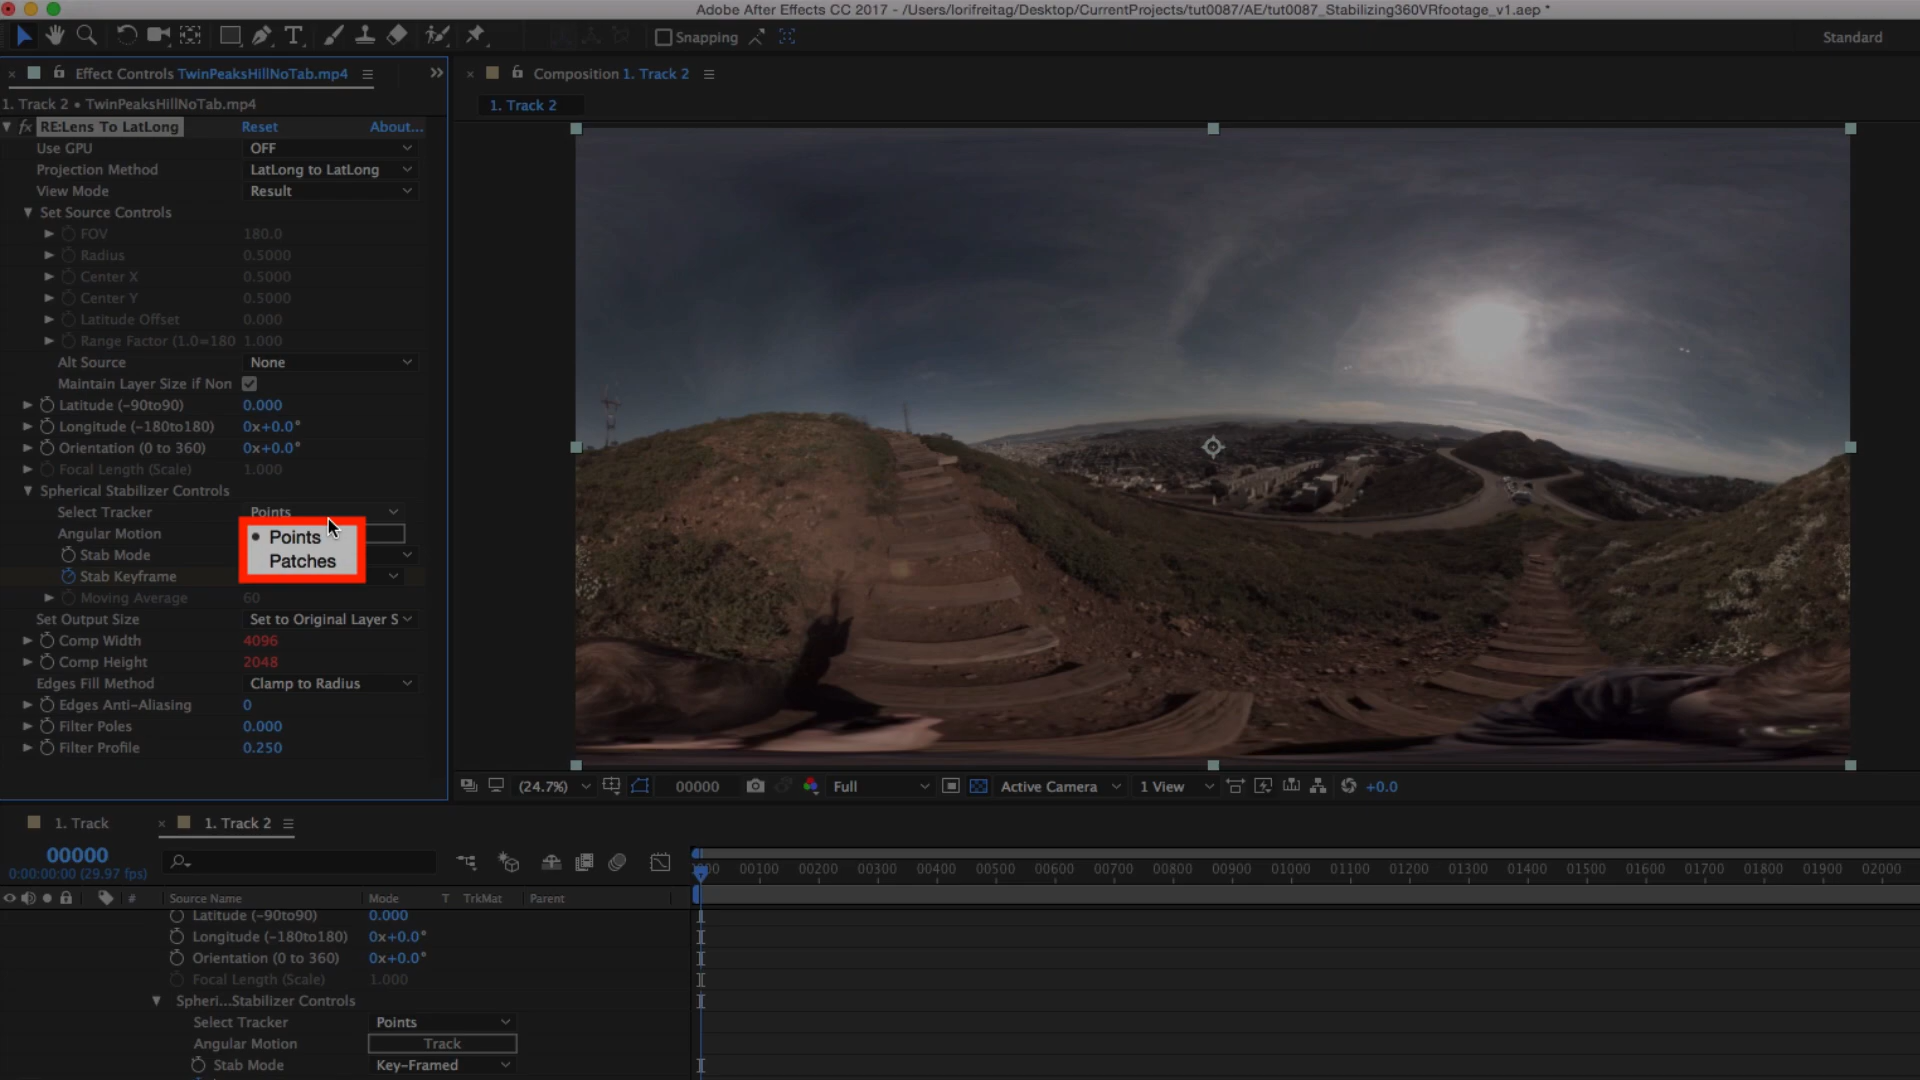 Adobe After Effects CC 2017 - /Users/lorifreitag/Desktop/CurrentProjects/tut0087/AE/tut0087_Stabilizing360VRfootage_v1.aep *
Snapping
Standard
Effect Controls TwinPeaksHillNoTab.mp4
Composition 1. Track 2
1. Track 2 • TwinPeaksHillNoTab.mp4
1. Track 2
fx RE:Lens To LatLong Reset About...
Use GPU OFF
Projection Method LatLong to LatLong
View Mode Result
Set Source Controls
FOV 180.0
Radius 0.5000
Center X 0.5000
Center Y 0.5000
Latitude Offset 0.000
Range Factor (1.0=180 1.000
Alt Source None
Maintain Layer Size if Non
Latitude (-90to90) 0.000
Longitude (-180to180) 0x+0.0°
Orientation (0 to 360) 0x+0.0°
Focal Length (Scale) 1.000
Spherical Stabilizer Controls
Select Tracker Points
Angular Motion
• Points
Stab Mode
Patches
Stab Keyframe
Moving Average 60
Set Output Size Set to Original Layer S
Comp Width 4096
Comp Height 2048
Edges Fill Method Clamp to Radius
Edges Anti-Aliasing 0
Filter Poles 0.000
Filter Profile 0.250
(24.7%) 00000 Full Active Camera 1 View +0.0
1. Track 1. Track 2
00000
0:00:00:00 (29.97 fps)
00100 00200 00300 00400 00500 00600 00700 00800 00900 01000 01100 01200 01300 01400 01500 01600 01700 01800 01900 02000
# Source Name Mode T TrkMat Parent
Latitude (-90to90) 0.000
Longitude (-180to180) 0x+0.0°
Orientation (0 to 360) 0x+0.0°
Focal Length (Scale) 1.000
Spheri...Stabilizer Controls
Select Tracker Points
Angular Motion Track
Stab Mode Key-Framed